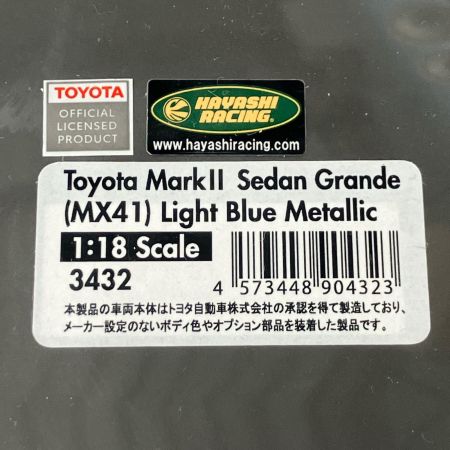 TOYOTA
OFFICIAL
LICENSED
PRODUCT
HAYASHI
RACING
www.hayashiracing.com
Toyota MarkII Sedan Grande
(MX41) Light Blue Metallic
1:18 Scale
3432
4 573448 904323
本製品の車両本体はトヨタ自動車株式会社の承認を得て製造しており、
メーカー設定のないボディ色やオプション部品を装着した製品です。